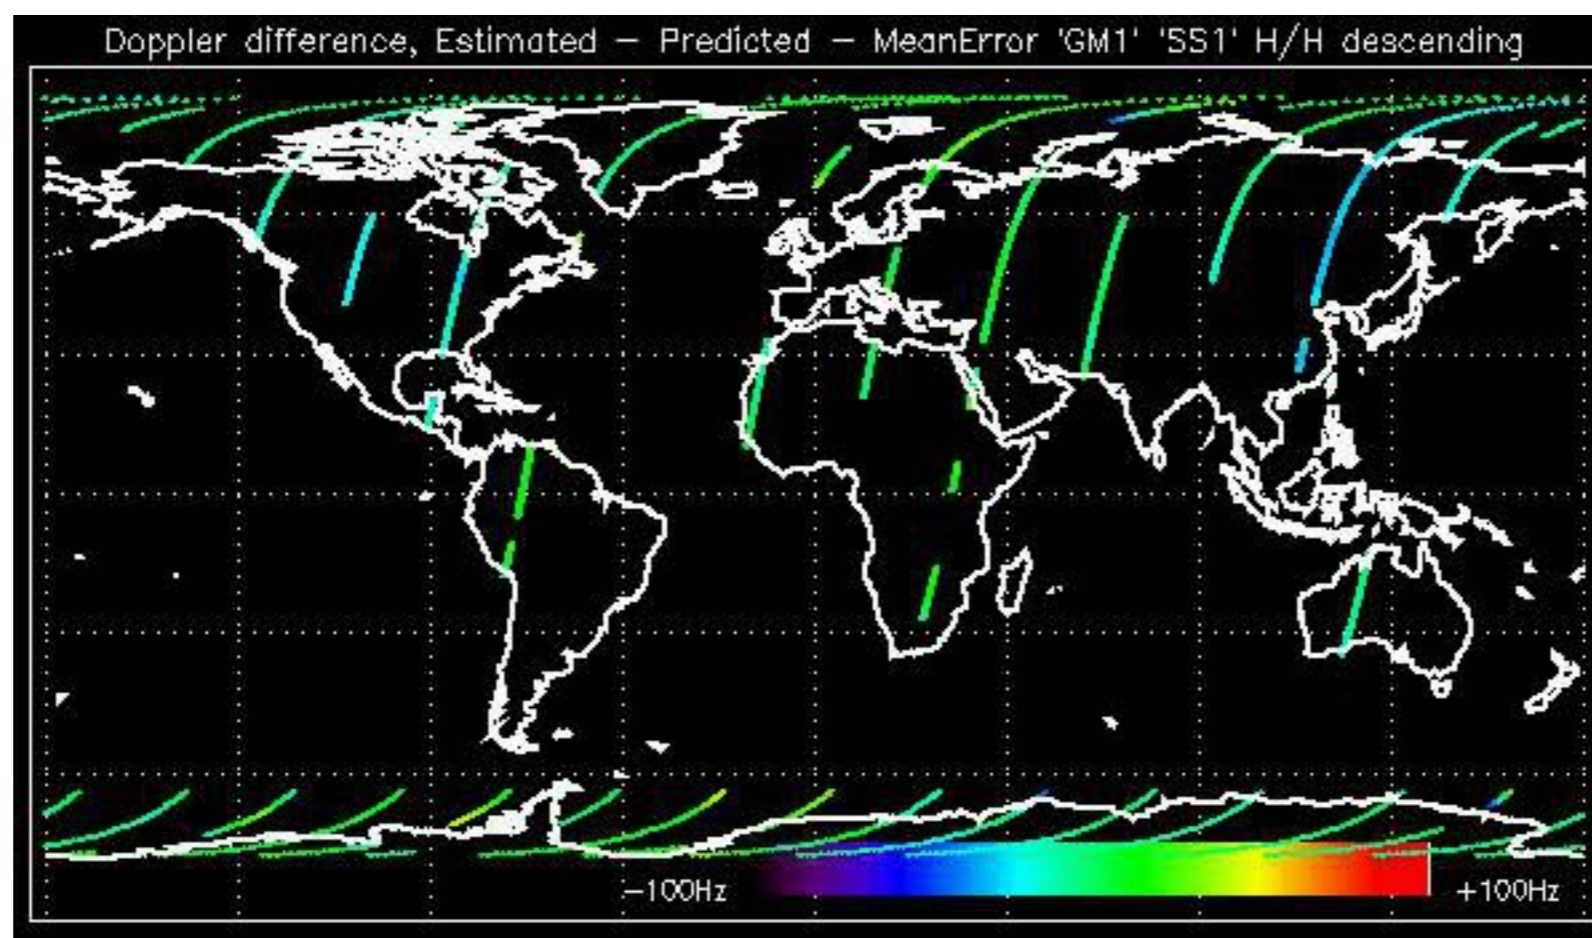 Doppler difference, Estimated — Predicted — MeanError 'GM1' 'SS1' H/H descending
—100Hz
+100Hz